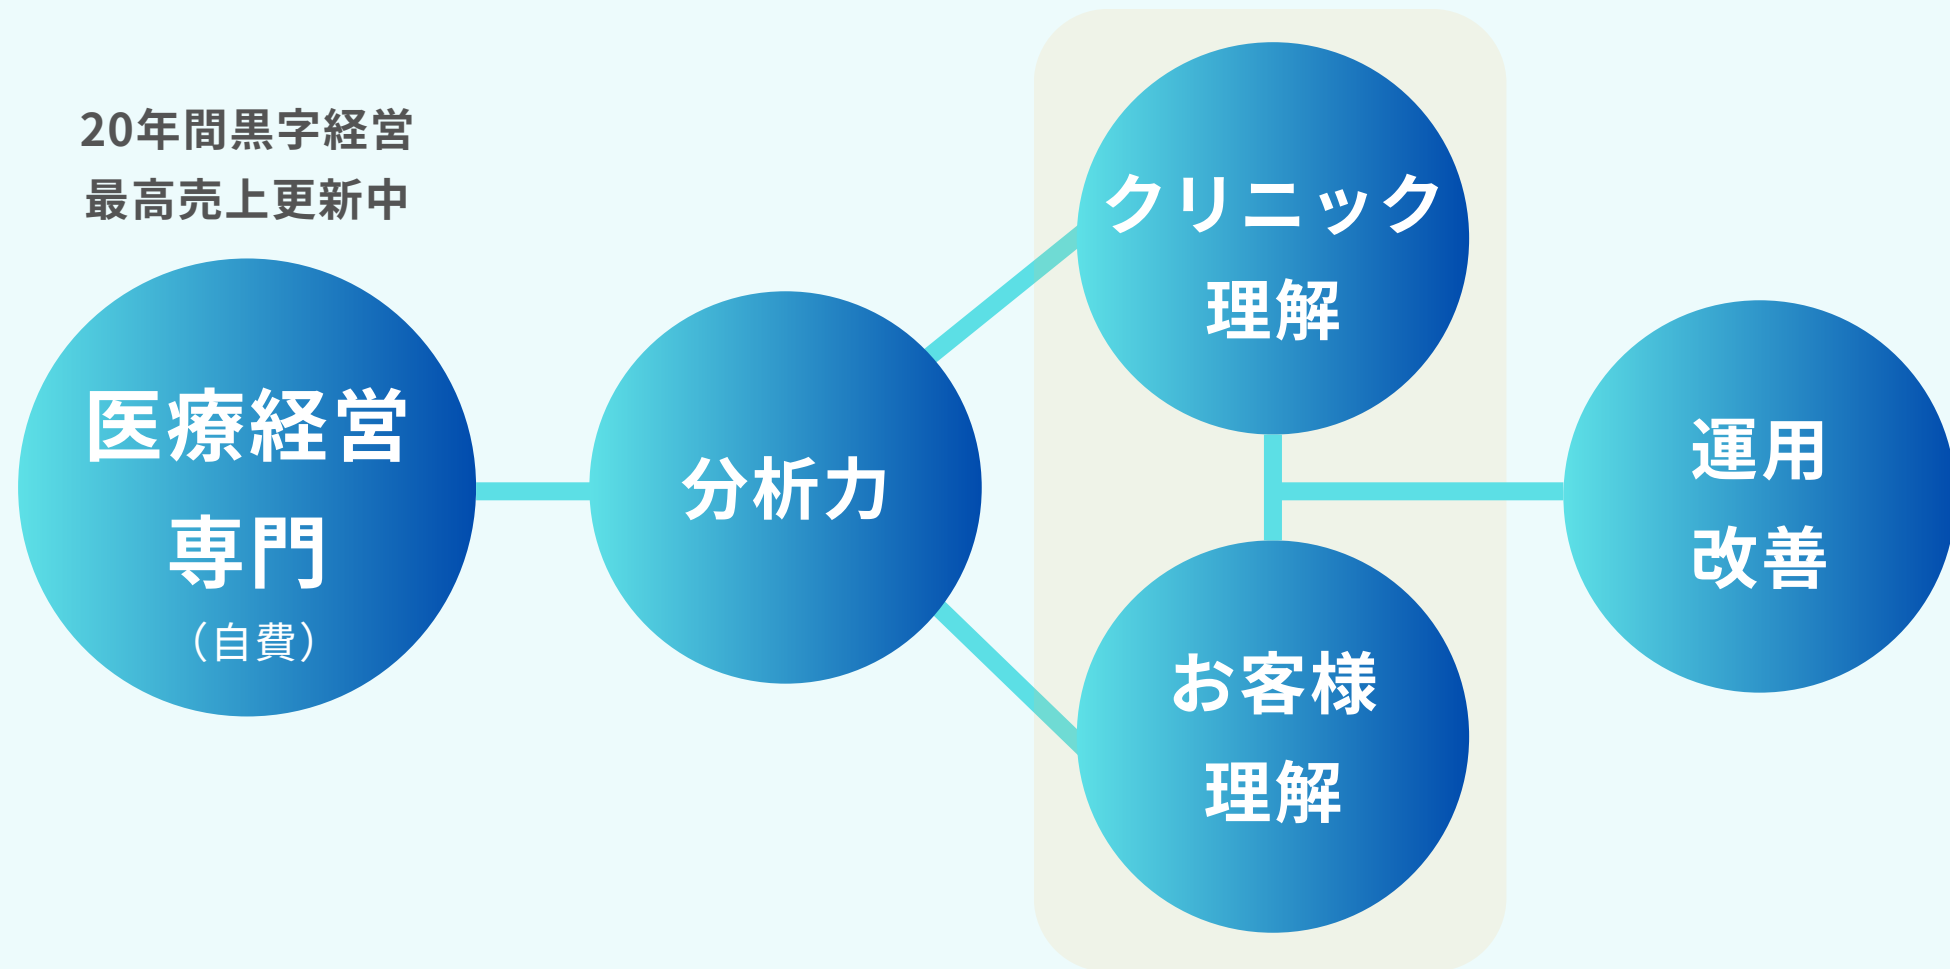 20年間黒字経営
最高売上更新中
医療経営
専門
（自費）
分析力
クリニック
理解
お客様
理解
運用
改善